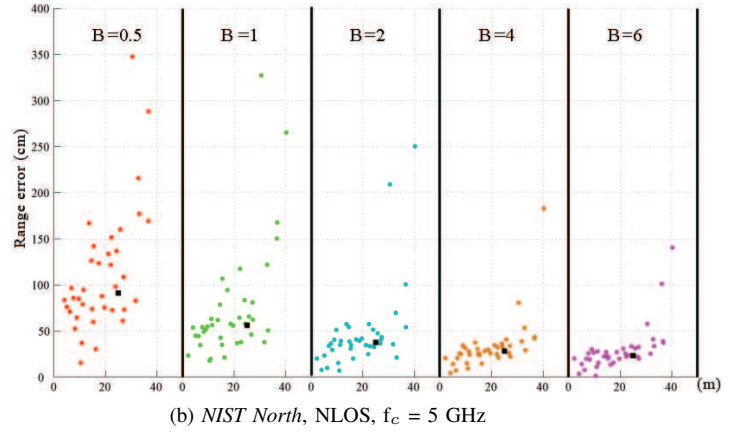 400
350
300
250
200
150
100
50
0
Range error (cm)
B=0.5
B=1
B=2
B=4
B=6
0 20 40 0 20 40 0 20 40 0 20 40 0 20 40 (m)
(b) NIST North, NLOS, f_c = 5 GHz